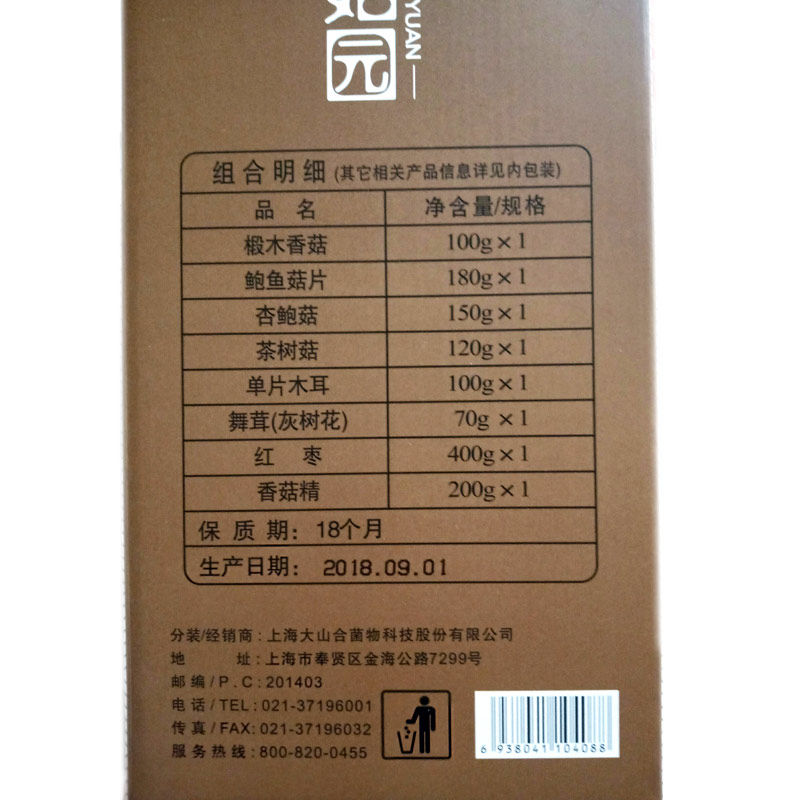 园
YUAN
组合明细 (其它相关产品信息详见内包装)
品 名 净含量/规格
椴木香菇 100g×1
鲍鱼菇片 180g×1
杏鲍菇 150g×1
茶树菇 120g×1
单片木耳 100g×1
舞茸(灰树花) 70g×1
红 枣 400g×1
香菇精 200g×1
保 质 期: 18个月
生产日期: 2018.09.01
分装/经销商:上海大山合菌物科技股份有限公司
地 址:上海市奉贤区金海公路7299号
邮编/P.C:201403
电话/TEL:021-37196001
传真/FAX:021-37196032
服务热线:800-820-0455
6 938041 104088